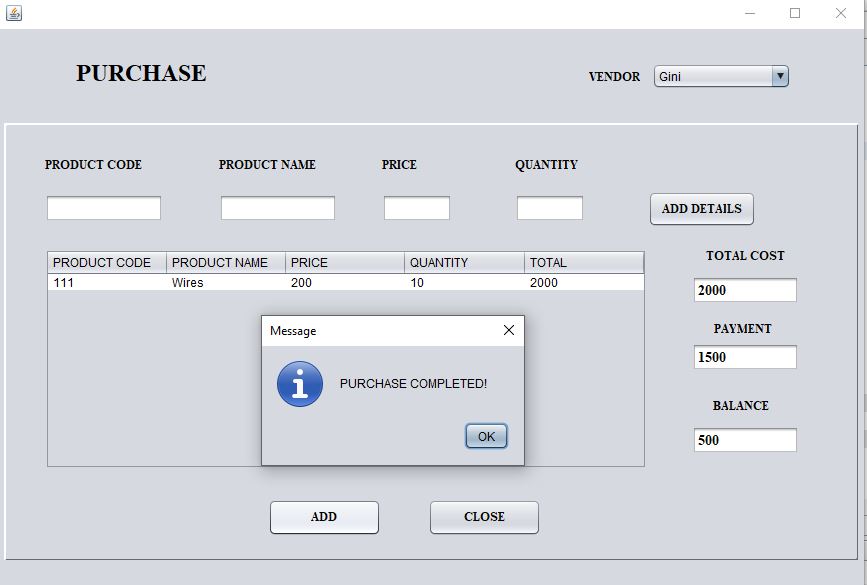 PURCHASE
VENDOR Gini
PRODUCT CODE PRODUCT NAME PRICE QUANTITY
ADD DETAILS
PRODUCT CODE PRODUCT NAME PRICE QUANTITY TOTAL
111 Wires 200 10 2000
TOTAL COST
2000
PAYMENT
1500
BALANCE
500
Message
PURCHASE COMPLETED!
OK
ADD CLOSE